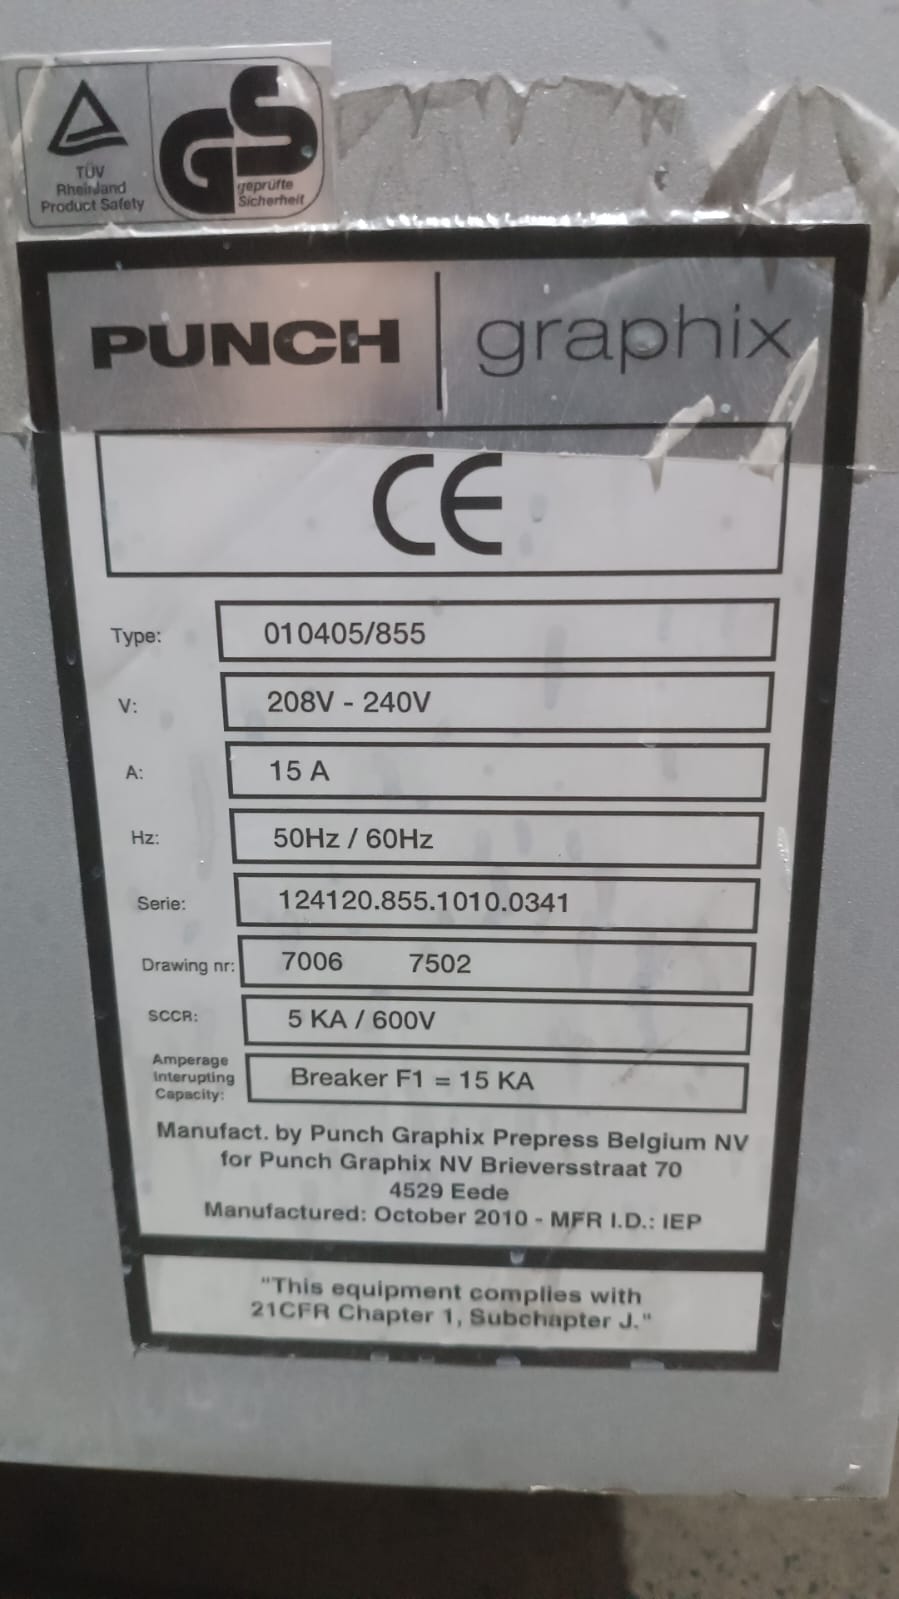 TÜV
Rheinland
Product Safety
GS
geprüfte
Sicherheit
PUNCH graphix
CE
Type: 010405/855
V: 208V - 240V
A: 15 A
Hz: 50Hz / 60Hz
Serie: 124120.855.1010.0341
Drawing nr: 7006 7502
SCCR: 5 KA / 600V
Amperage
Interupting
Capacity: Breaker F1 = 15 KA
Manufact. by Punch Graphix Prepress Belgium NV
for Punch Graphix NV Brieversstraat 70
4529 Eede
Manufactured: October 2010 - MFR I.D.: IEP
"This equipment complies with
21CFR Chapter 1, Subchapter J."